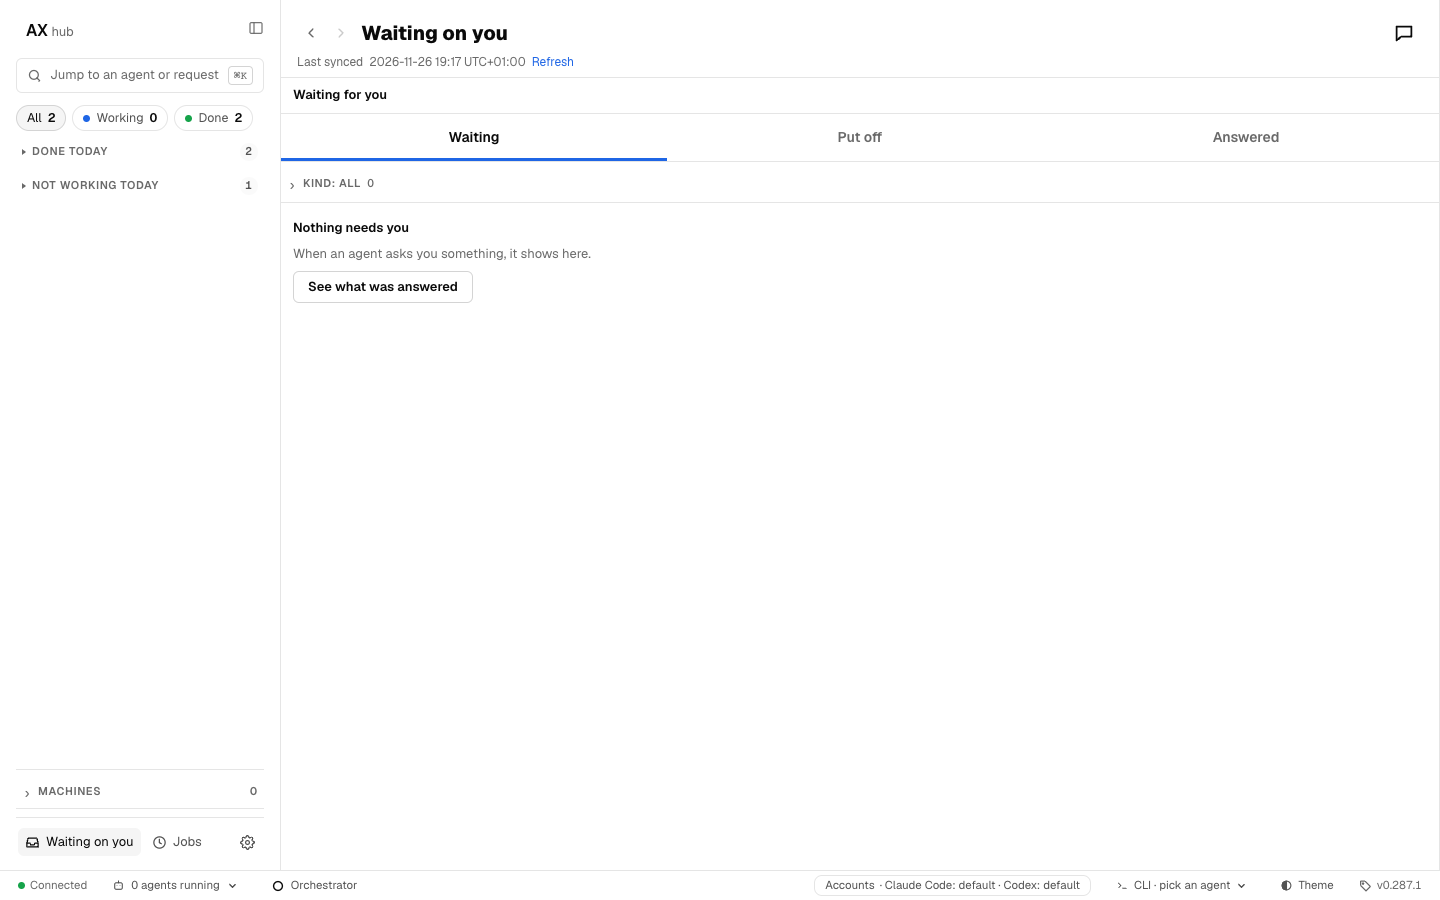 AX hub
Jump to an agent or request ⌘K
All 2 Working 0 Done 2
DONE TODAY 2
NOT WORKING TODAY 1
MACHINES 0
Waiting on you Jobs
Waiting on you
Last synced 2026-11-26 19:17 UTC+01:00 Refresh
Waiting for you
Waiting Put off Answered
KIND: ALL 0
Nothing needs you
When an agent asks you something, it shows here.
See what was answered
Connected 0 agents running Orchestrator Accounts · Claude Code: default · Codex: default CLI · pick an agent Theme v0.287.1